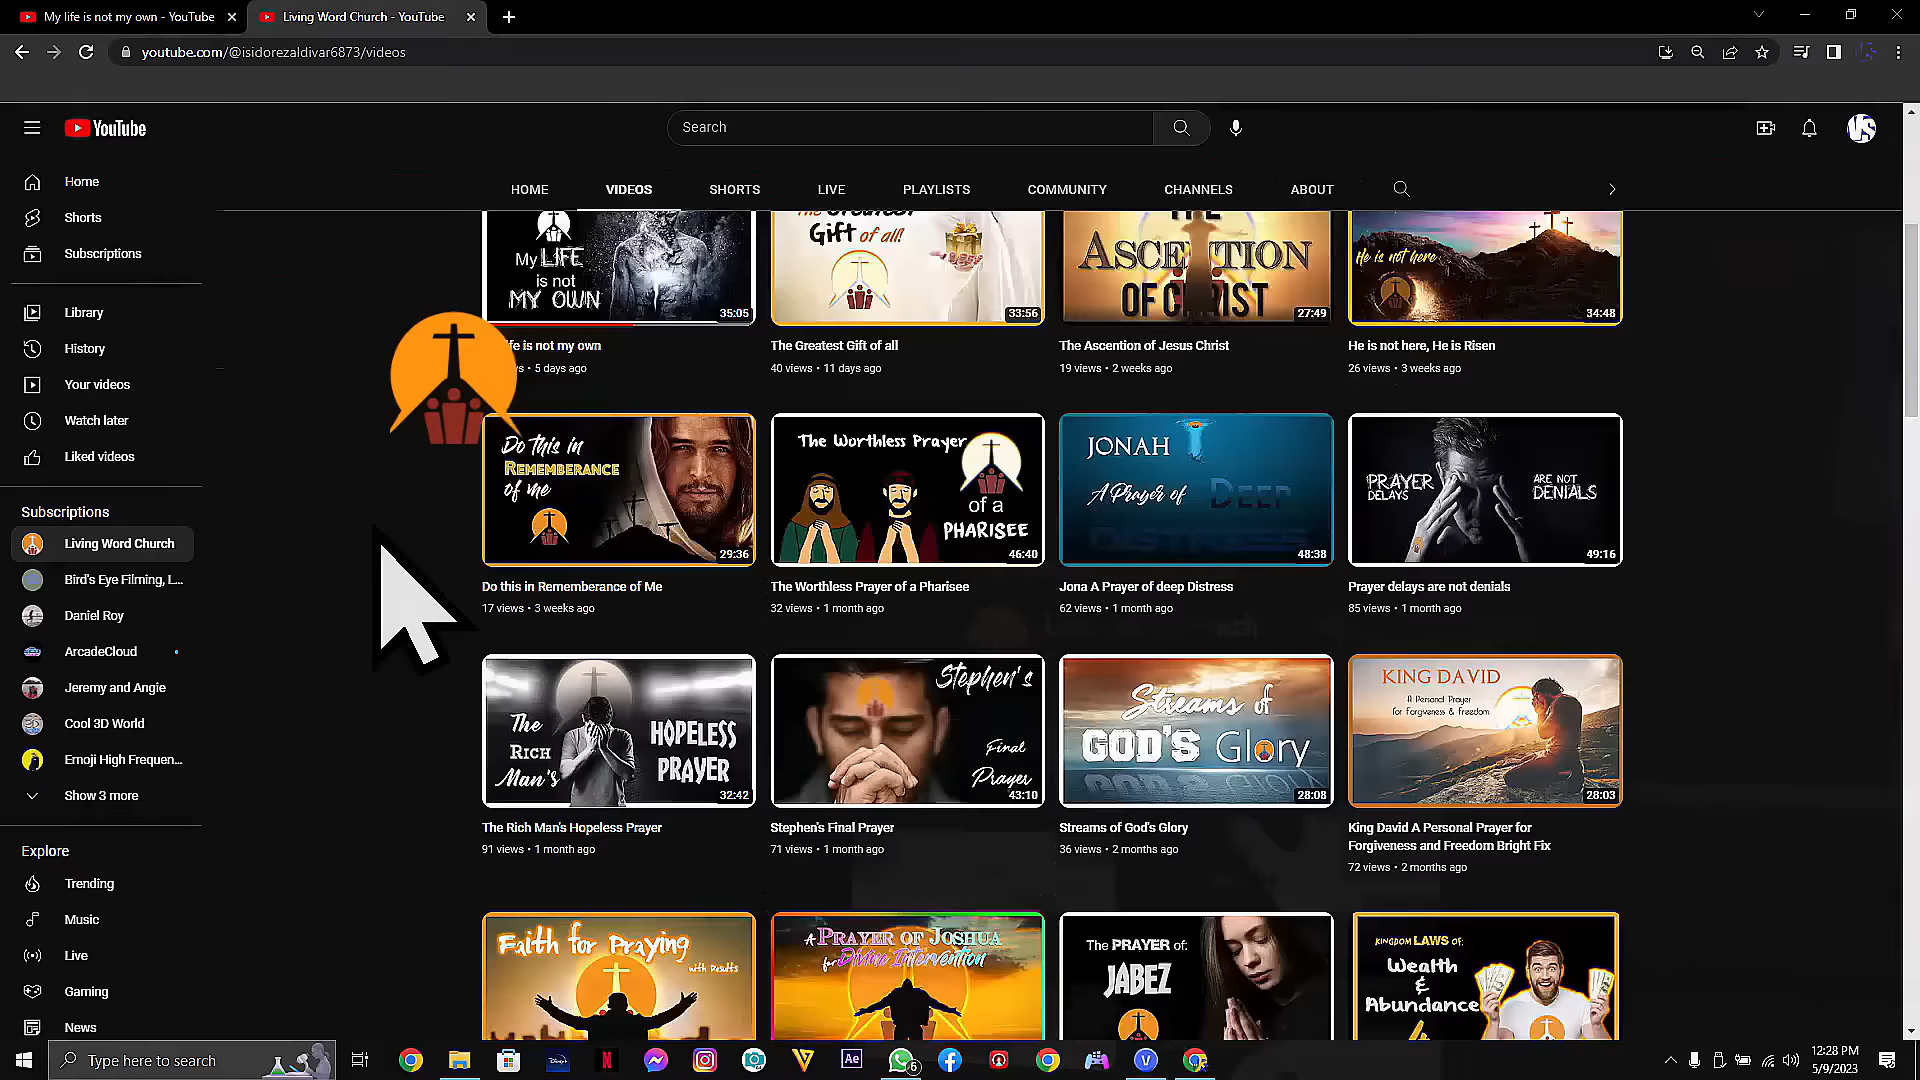 My life is not my own - YouTube
Living Word Church - YouTube
youtube.com/@isidorezaldivar6873/videos
YouTube
Search
VS
Home
Shorts
Subscriptions
Library
History
Your videos
Watch later
Liked videos
Subscriptions
Living Word Church
Bird's Eye Filming, L...
Daniel Roy
ArcadeCloud
Jeremy and Angie
Cool 3D World
Emoji High Frequen...
Show 3 more
Explore
Trending
Music
Live
Gaming
News
HOME VIDEOS SHORTS LIVE PLAYLISTS COMMUNITY CHANNELS ABOUT
My LIFE
is not
MY OWN
35:05
Gift of all!
33:56
THE
ASCENTION
OF CHRIST
27:49
He is not here
34:48
life is not my own
5 days ago
The Greatest Gift of all
40 views • 11 days ago
The Ascention of Jesus Christ
19 views • 2 weeks ago
He is not here, He is Risen
26 views • 3 weeks ago
Do this in
REMEMBERANCE
of me
29:36
The Worthless Prayer
of a
PHARISEE
46:40
JONAH
A Prayer of DEEP
DISTRESS
48:38
PRAYER
DELAYS
ARE NOT
DENIALS
49:16
Do this in Rememberance of Me
17 views • 3 weeks ago
The Worthless Prayer of a Pharisee
32 views • 1 month ago
Jona A Prayer of deep Distress
62 views • 1 month ago
Prayer delays are not denials
85 views • 1 month ago
The
RICH
Man's
HOPELESS
PRAYER
32:42
Stephen's
Final
Prayer
43:10
Streams of
GOD'S Glory
28:08
KING DAVID
A Personal Prayer
for Forgiveness & Freedom
28:03
The Rich Man's Hopeless Prayer
91 views • 1 month ago
Stephen's Final Prayer
71 views • 1 month ago
Streams of God's Glory
36 views • 2 months ago
King David A Personal Prayer for
Forgiveness and Freedom Bright Fix
72 views • 2 months ago
Faith for Praying
with Results
A PRAYER OF JOSHUA
for Divine Intervention
The PRAYER of:
JABEZ
KINGDOM LAWS OF:
Wealth
&
Abundance
Type here to search
Disney+
N
Ae
6
V
12:28 PM
5/9/2023